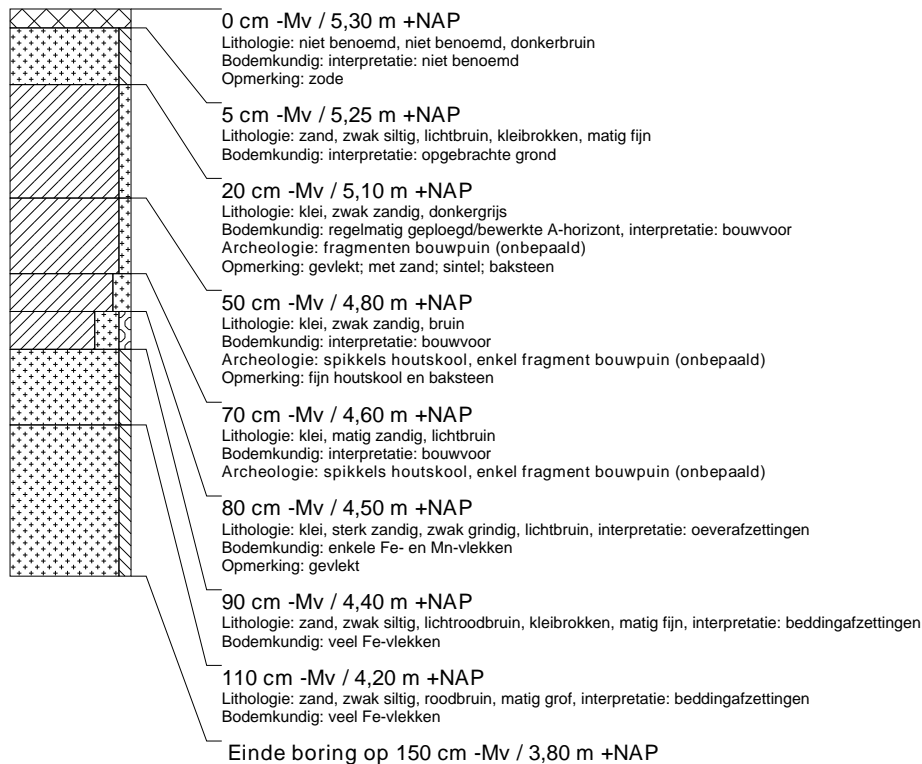 0 cm -Mv / 5,30 m +NAP
Lithologie: niet benoemd, niet benoemd, donkerbruin
Bodemkundig: interpretatie: niet benoemd
Opmerking: zode
5 cm -Mv / 5,25 m +NAP
Lithologie: zand, zwak siltig, lichtbruin, kleibrokken, matig fijn
Bodemkundig: interpretatie: opgebrachte grond
20 cm -Mv / 5,10 m +NAP
Lithologie: klei, zwak zandig, donkergrijs
Bodemkundig: regelmatig geploegd/bewerkte A-horizont, interpretatie: bouwvoor
Archeologie: fragmenten bouwpuin (onbepaald)
Opmerking: gevlekt; met zand; sintel; baksteen
50 cm -Mv / 4,80 m +NAP
Lithologie: klei, zwak zandig, bruin
Bodemkundig: interpretatie: bouwvoor
Archeologie: spikkels houtskool, enkel fragment bouwpuin (onbepaald)
Opmerking: fijn houtskool en baksteen
70 cm -Mv / 4,60 m +NAP
Lithologie: klei, matig zandig, lichtbruin
Bodemkundig: interpretatie: bouwvoor
Archeologie: spikkels houtskool, enkel fragment bouwpuin (onbepaald)
80 cm -Mv / 4,50 m +NAP
Lithologie: klei, sterk zandig, zwak grindig, lichtbruin, interpretatie: oeverafzettingen
Bodemkundig: enkele Fe- en Mn-vlekken
Opmerking: gevlekt
90 cm -Mv / 4,40 m +NAP
Lithologie: zand, zwak siltig, lichtroodbruin, kleibrokken, matig fijn, interpretatie: beddingafzettingen
Bodemkundig: veel Fe-vlekken
110 cm -Mv / 4,20 m +NAP
Lithologie: zand, zwak siltig, roodbruin, matig grof, interpretatie: beddingafzettingen
Bodemkundig: veel Fe-vlekken
Einde boring op 150 cm -Mv / 3,80 m +NAP